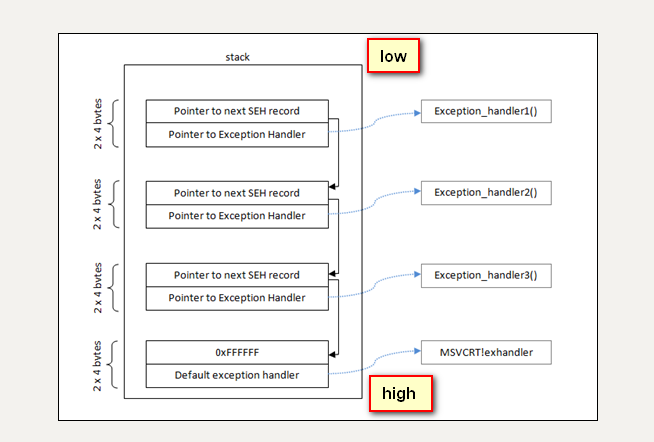 low
stack
2 x 4 bytes
Pointer to next SEH record
Pointer to Exception Handler
Exception_handler1()
2 x 4 bytes
Pointer to next SEH record
Pointer to Exception Handler
Exception_handler2()
2 x 4 bytes
Pointer to next SEH record
Pointer to Exception Handler
Exception_handler3()
2 x 4 bytes
0xFFFFFF
Default exception handler
MSVCRT!exhandler
high